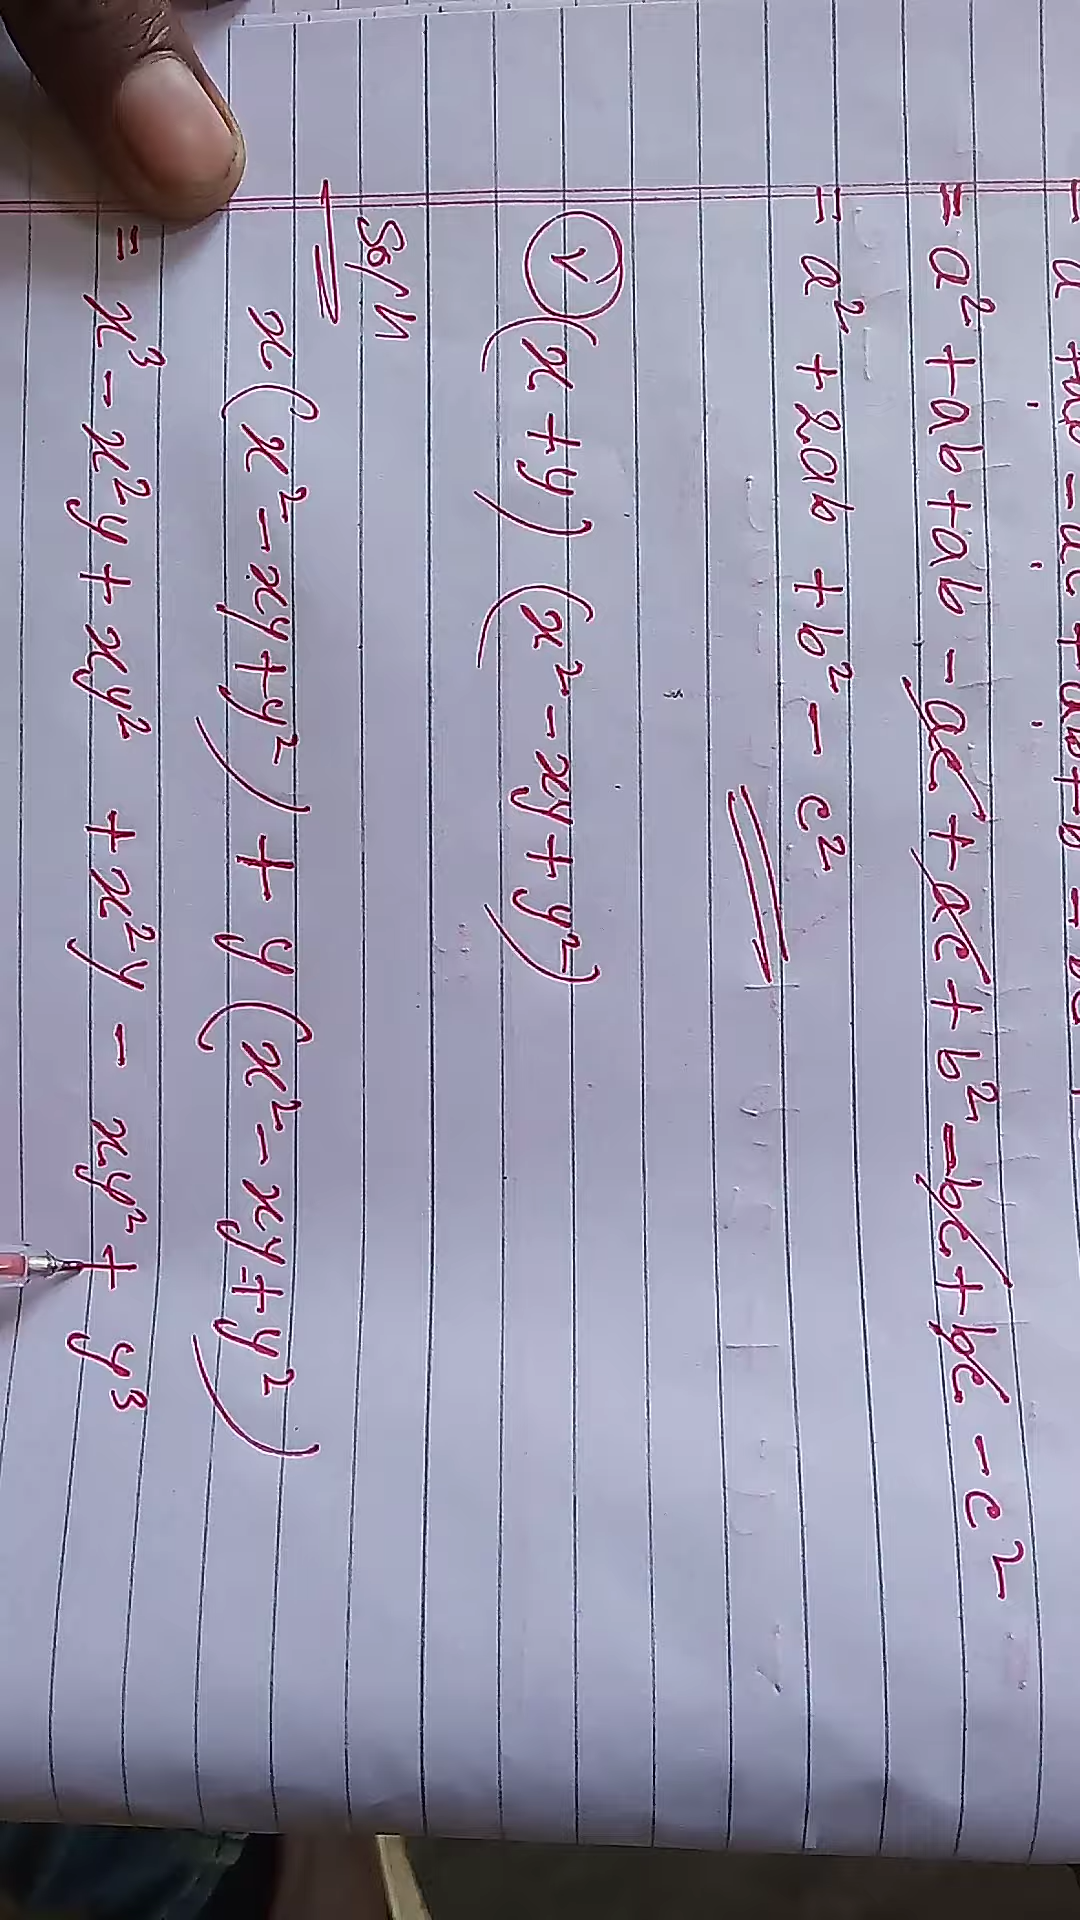 = a² + ab + ab - ac + ac + b² - bc + bc - c²
= a² + 2ab + b² - c²
(v) (x + y) (x² - xy + y²)
Soln
x (x² - xy + y²) + y (x² - xy + y²)
= x³ - x²y + xy² + x²y - xy² + y³